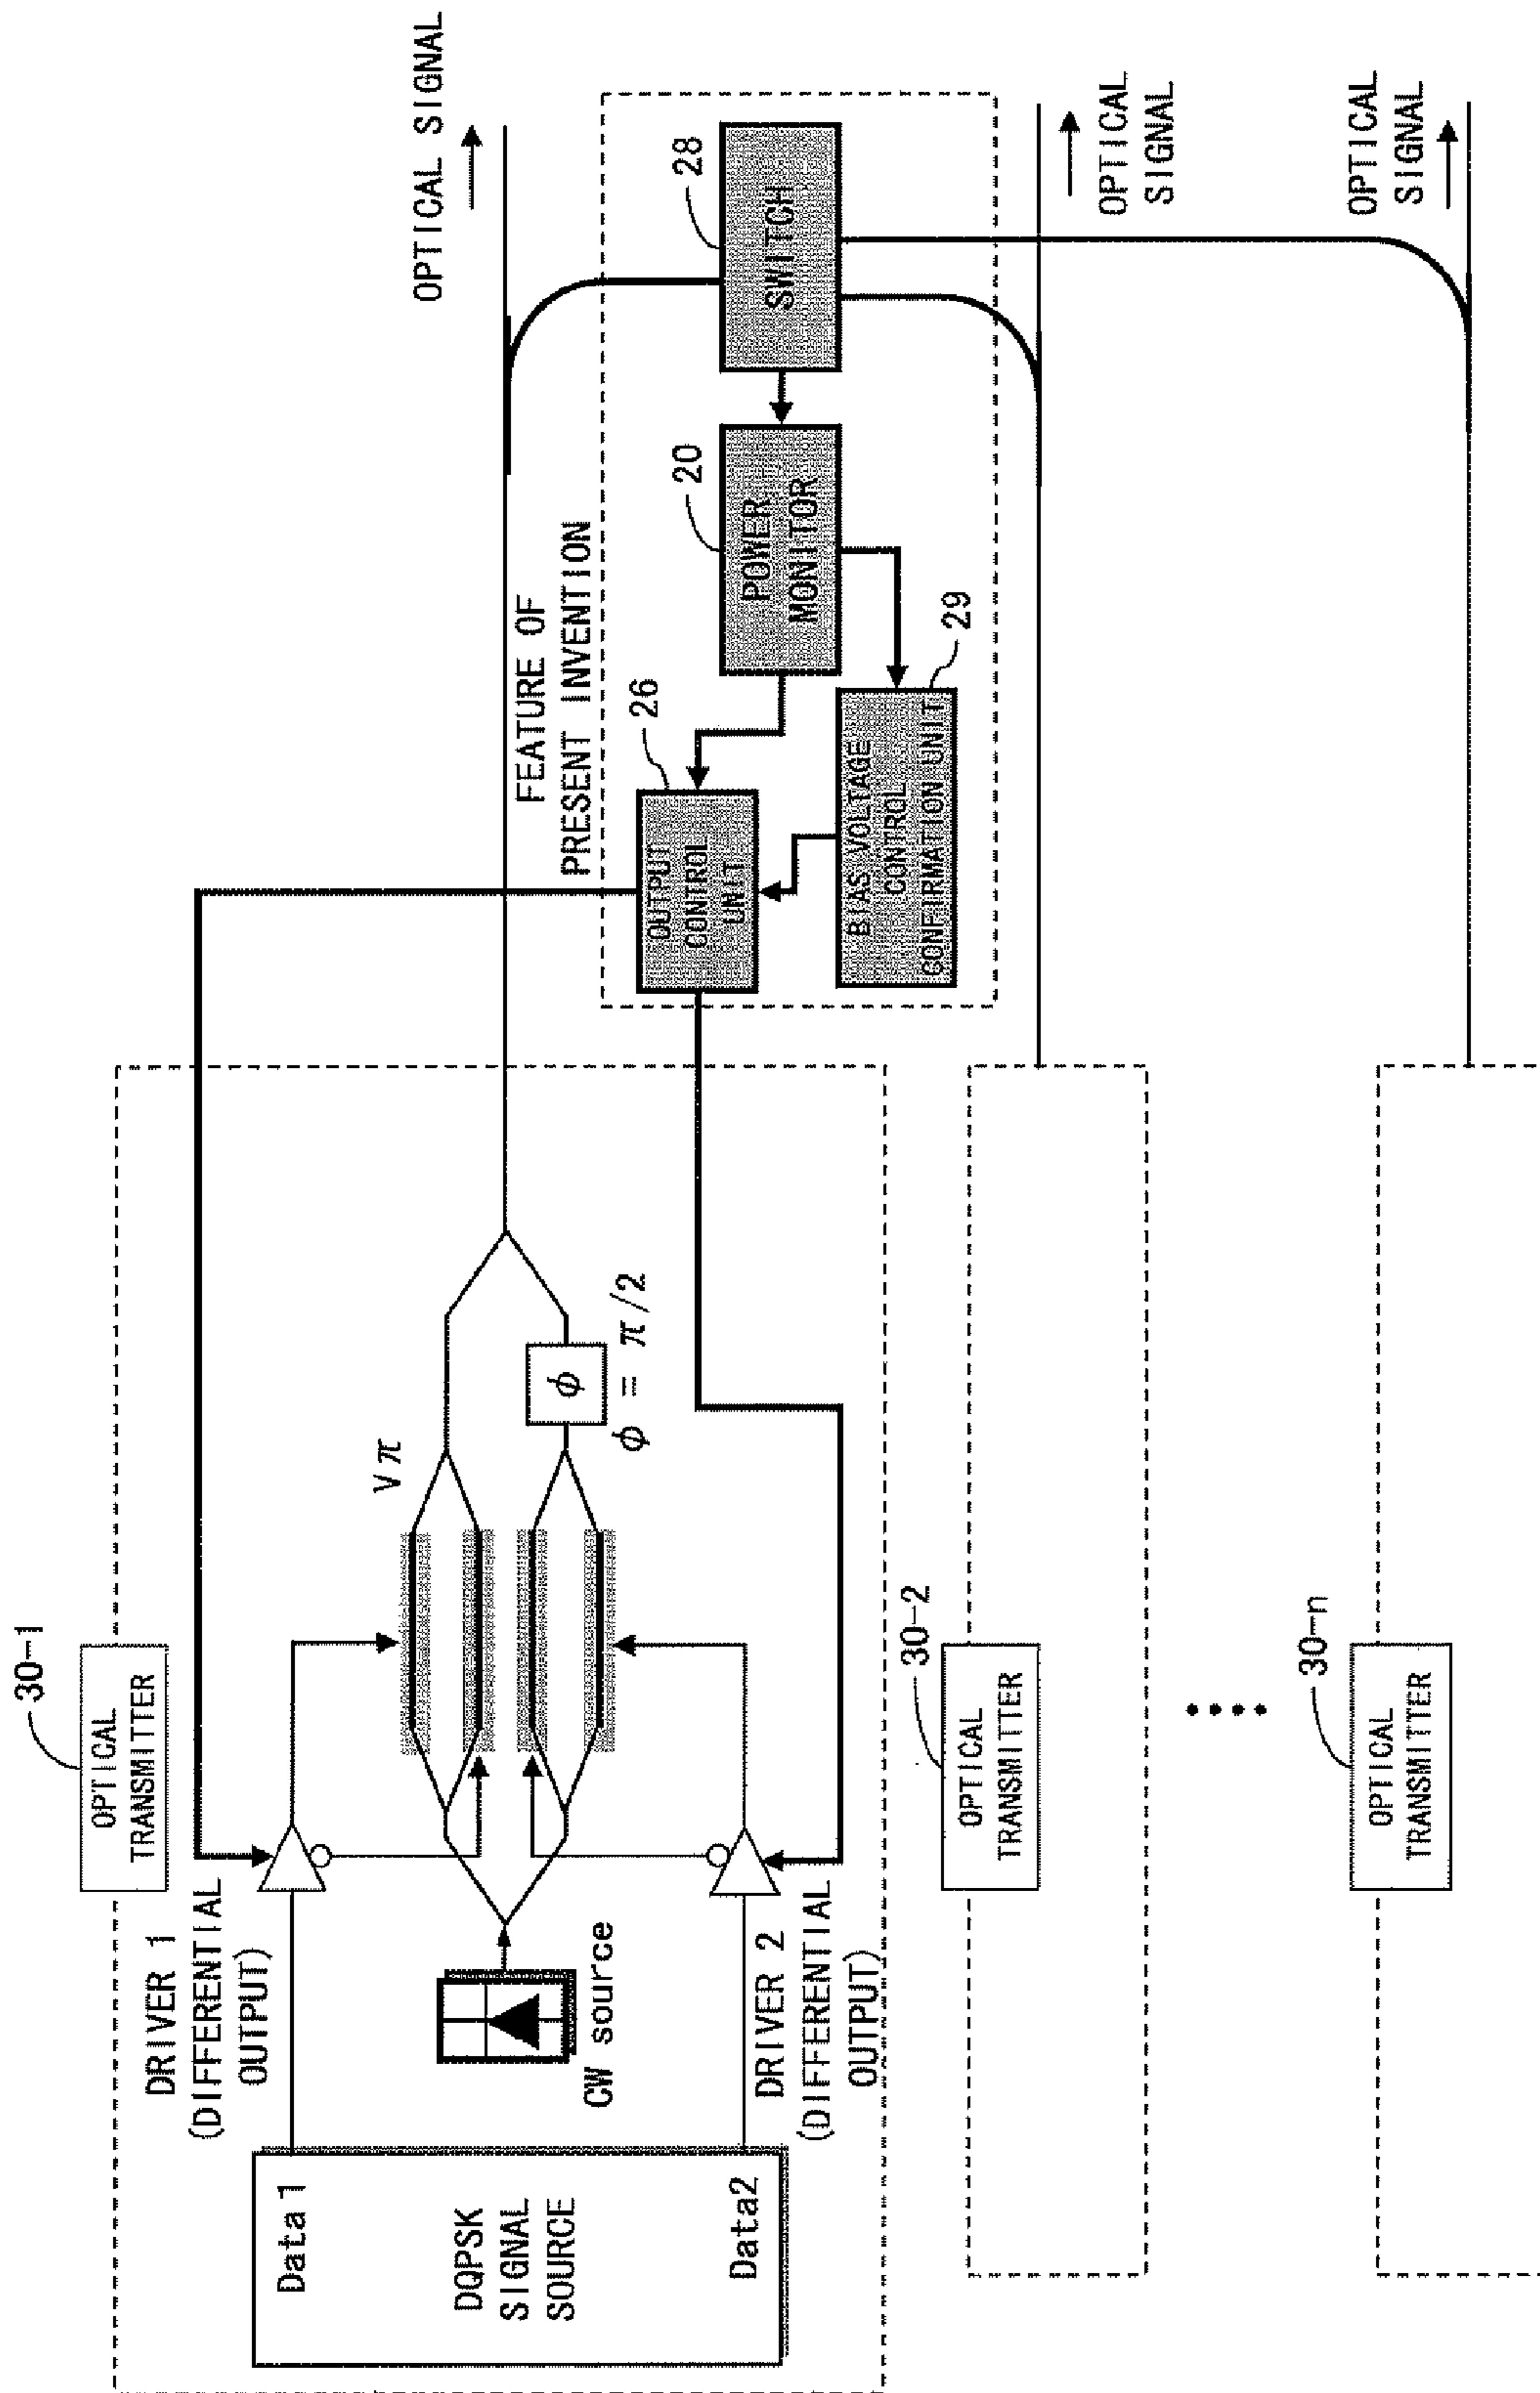 30-1
OPTICAL
TRANSMITTER
DRIVER 1
(DIFFERENTIAL
OUTPUT)
Data1
DQPSK
SIGNAL
SOURCE
Data2
CW source
Vπ
ϕ
ϕ = π/2
DRIVER 2
(DIFFERENTIAL
OUTPUT)
OPTICAL SIGNAL
FEATURE OF
PRESENT INVENTION
26
OUTPUT
CONTROL
UNIT
20
POWER
MONITOR
28
SWITCH
29
BIAS VOLTAGE
CONTROL
CONFIRMATION UNIT
30-2
OPTICAL
TRANSMITTER
OPTICAL
SIGNAL
30-n
OPTICAL
TRANSMITTER
OPTICAL
SIGNAL